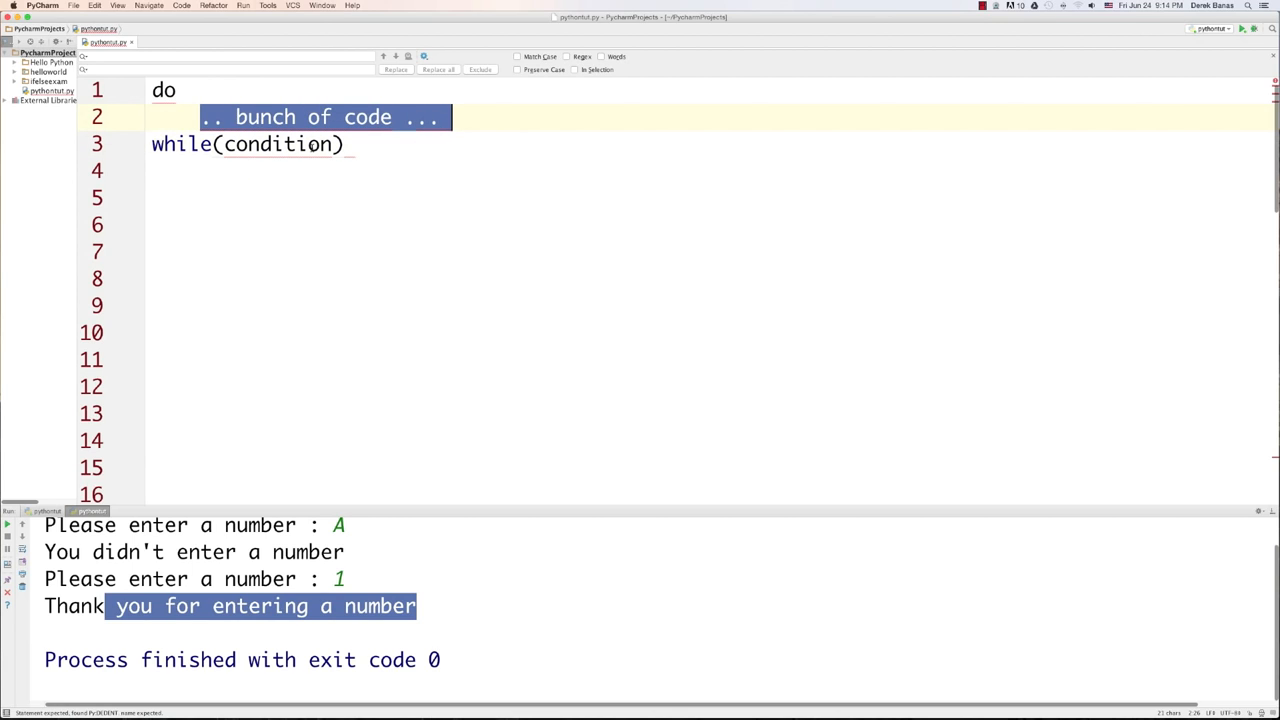 PyCharm File Edit View Navigate Code Refactor Run Tools VCS Window Help 10 Fri Jun 24 9:14 PM Derek Banas
pythontut.py - PycharmProjects - [~/PycharmProjects]
PycharmProjects pythontut.py pythontut
pythontut.py
PycharmProject
Hello Python
helloworld
ifelseexam
pythontut.py
External Librarie
Match Case Regex Words
Replace Replace all Exclude Preserve Case In Selection
1 do
2 .. bunch of code ...
3 while(condition)
4
5
6
7
8
9
10
11
12
13
14
15
16
Run: pythontut pythontut
Please enter a number : A
You didn't enter a number
Please enter a number : 1
Thank you for entering a number
Process finished with exit code 0
Statement expected, found Py:DEDENT. name expected. 21 chars 2:26 LF÷ UTF-8÷